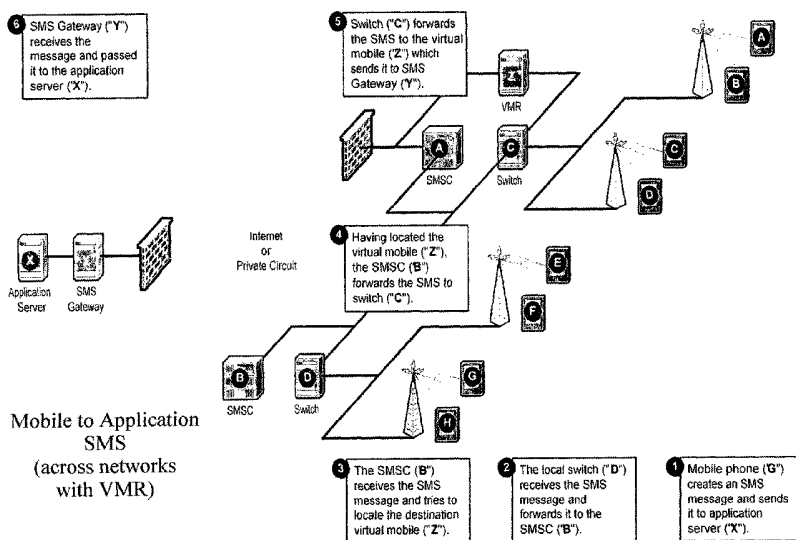 6 SMS Gateway ("Y")
receives the
message and passed
it to the application
server ("X").
5 Switch ("C") forwards
the SMS to the virtual
mobile ("Z") which
sends it to SMS
Gateway ("Y").
A
B
Z
VMR
A
SMSC
C
Switch
C
D
X
Application
Server
SMS
Gateway
Internet
or
Private Circuit
4 Having located the
virtual mobile ("Z"),
the SMSC ("B")
forwards the SMS to
switch ("C").
E
F
B
SMSC
D
Switch
G
H
Mobile to Application
SMS
(across networks
with VMR)
3 The SMSC ("B")
receives the SMS
message and tries to
locate the destination
virtual mobile ("Z").
2 The local switch ("D")
receives the SMS
message and
forwards it to the
SMSC ("B").
1 Mobile phone ("G")
creates an SMS
message and sends
it to application
server ("X").